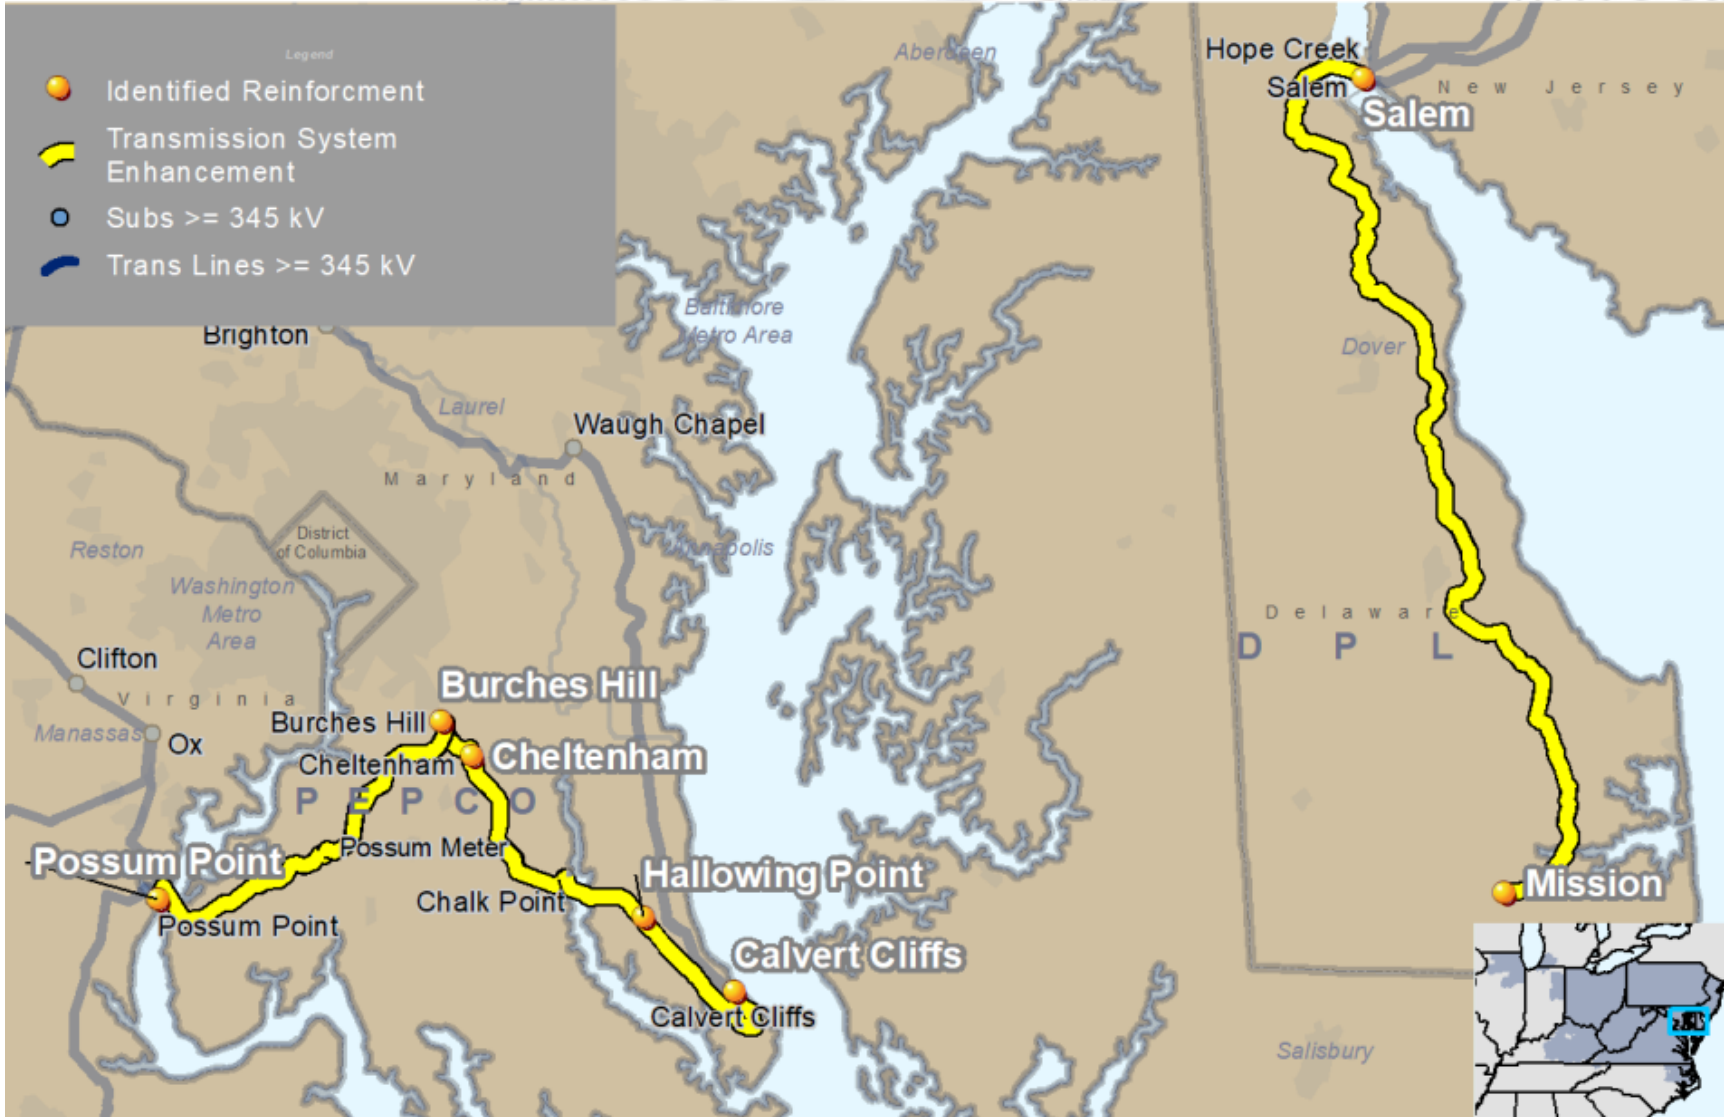 Legend
Identified Reinforcment
Transmission System
Enhancement
Subs >= 345 kV
Trans Lines >= 345 kV
Aberdeen
Hope Creek
Salem
Salem
New Jersey
Baltimore
Metro Area
Brighton
Dover
Laurel
Waugh Chapel
Maryland
District
of Columbia
Reston
Annapolis
Washington
Metro
Area
Delaware
DPL
Clifton
Virginia
Burches Hill
Burches Hill
Manassas
Ox
Cheltenham
Cheltenham
PEPCO
Possum Meter
Possum Point
Hallowing Point
Mission
Chalk Point
Possum Point
Calvert Cliffs
Calvert Cliffs
Salisbury